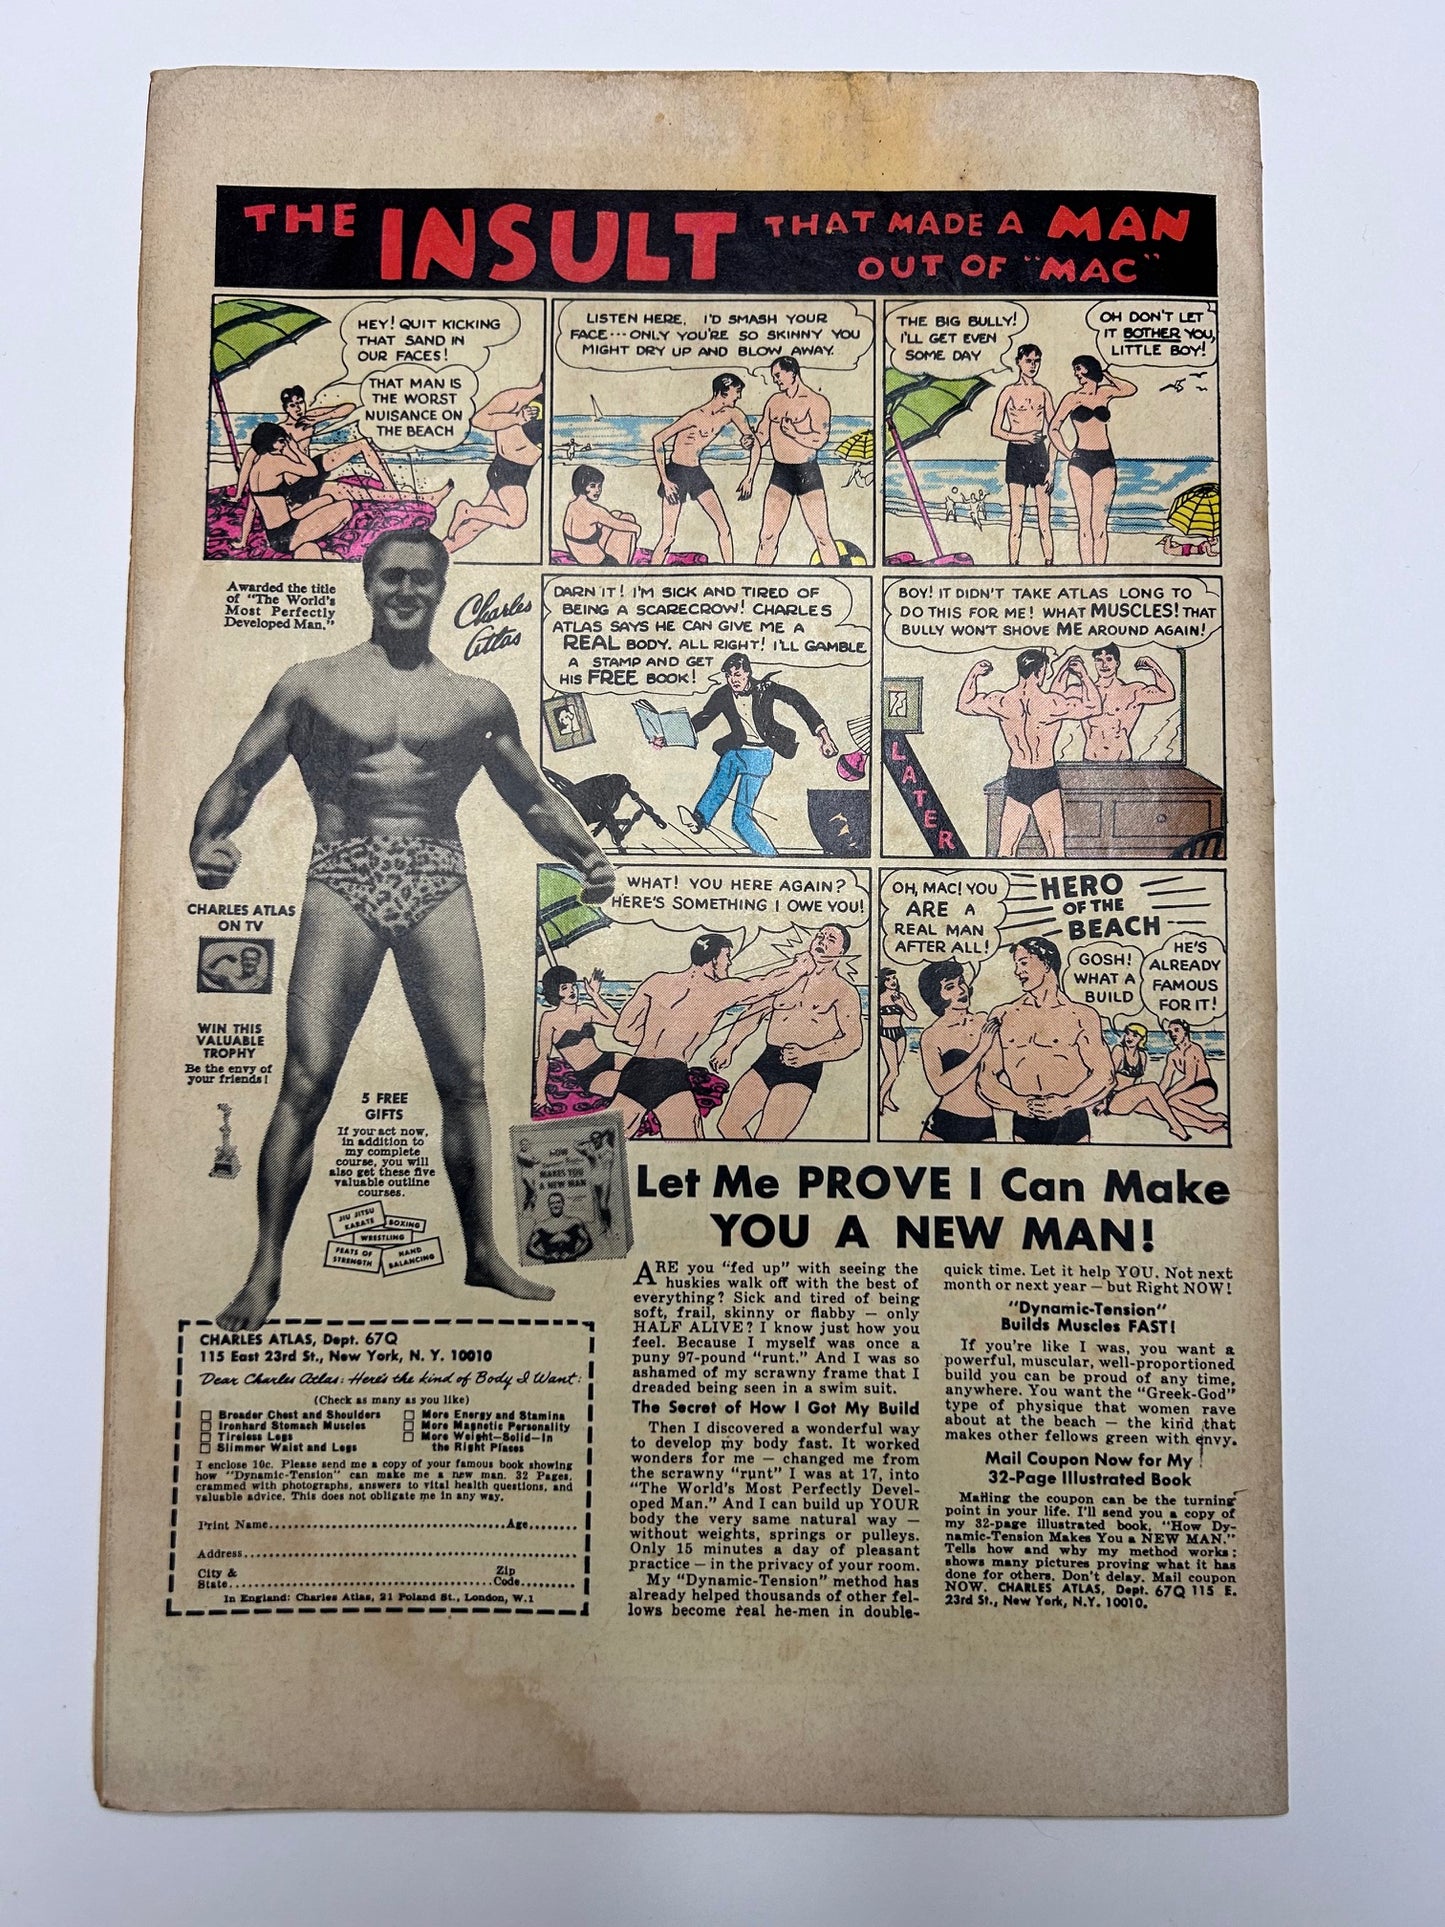 THE INSULT THAT MADE A MAN
OUT OF "MAC"
HEY! QUIT KICKING
THAT SAND IN
OUR FACES!
THAT MAN IS
THE WORST
NUISANCE ON
THE BEACH
LISTEN HERE. I'D SMASH YOUR
FACE---ONLY YOU'RE SO SKINNY YOU
MIGHT DRY UP AND BLOW AWAY.
THE BIG BULLY!
I'LL GET EVEN
SOME DAY
OH DON'T LET
IT BOTHER YOU,
LITTLE BOY!
Awarded the title
of "The World's
Most Perfectly
Developed Man."
Charles
Atlas
DARN IT! I'M SICK AND TIRED OF
BEING A SCARECROW! CHARLES
ATLAS SAYS HE CAN GIVE ME A
REAL BODY. ALL RIGHT! I'LL GAMBLE
A STAMP AND GET
HIS FREE BOOK!
BOY! IT DIDN'T TAKE ATLAS LONG TO
DO THIS FOR ME! WHAT MUSCLES! THAT
BULLY WON'T SHOVE ME AROUND AGAIN!
LATER
WHAT! YOU HERE AGAIN?
HERE'S SOMETHING I OWE YOU!
OH, MAC! YOU
ARE A
REAL MAN
AFTER ALL!
HERO
OF THE
BEACH
GOSH!
WHAT A
BUILD
HE'S
ALREADY
FAMOUS
FOR IT!
CHARLES ATLAS
ON TV
WIN THIS
VALUABLE
TROPHY
Be the envy of
your friends!
5 FREE
GIFTS
If you act now,
in addition to
my complete
course, you will
also get these five
valuable outline
courses.
JIU JITSU
KARATE
BOXING
WRESTLING
FEATS OF
STRENGTH
HAND
BALANCING
HOW
MAKES YOU
A NEW MAN
Let Me PROVE I Can Make
YOU A NEW MAN!
ARE you "fed up" with seeing the
huskies walk off with the best of
everything? Sick and tired of being
soft, frail, skinny or flabby — only
HALF ALIVE? I know just how you
feel. Because I myself was once a
puny 97-pound "runt." And I was so
ashamed of my scrawny frame that I
dreaded being seen in a swim suit.
The Secret of How I Got My Build
Then I discovered a wonderful way
to develop my body fast. It worked
wonders for me — changed me from
the scrawny "runt" I was at 17, into
"The World's Most Perfectly Devel-
oped Man." And I can build up YOUR
body the very same natural way —
without weights, springs or pulleys.
Only 15 minutes a day of pleasant
practice — in the privacy of your room.
My "Dynamic-Tension" method has
already helped thousands of other fel-
lows become real he-men in double-
quick time. Let it help YOU. Not next
month or next year — but Right NOW!
"Dynamic-Tension"
Builds Muscles FAST!
If you're like I was, you want a
powerful, muscular, well-proportioned
build you can be proud of any time,
anywhere. You want the "Greek-God"
type of physique that women rave
about at the beach — the kind that
makes other fellows green with envy.
Mail Coupon Now for My
32-Page Illustrated Book
Mailing the coupon can be the turning
point in your life. I'll send you a copy of
my 32-page illustrated book, "How Dy-
namic-Tension Makes You a NEW MAN."
Tells how and why my method works;
shows many pictures proving what it has
done for others. Don't delay. Mail coupon
NOW. CHARLES ATLAS, Dept. 67Q 115 E.
23rd St., New York, N.Y. 10010.
CHARLES ATLAS, Dept. 67Q
115 East 23rd St., New York, N. Y. 10010
Dear Charles Atlas: Here's the kind of Body I Want:
(Check as many as you like)
Broader Chest and Shoulders
Ironhard Stomach Muscles
Tireless Legs
Slimmer Waist and Legs
More Energy and Stamina
More Magnetic Personality
More Weight—Solid—In
the Right Places
I enclose 10c. Please send me a copy of your famous book showing
how "Dynamic-Tension" can make me a new man. 32 Pages,
crammed with photographs, answers to vital health questions, and
valuable advice. This does not obligate me in any way.
Print Name........Age........
Address........
City & State........Zip Code........
In England: Charles Atlas, 21 Poland St., London, W.1